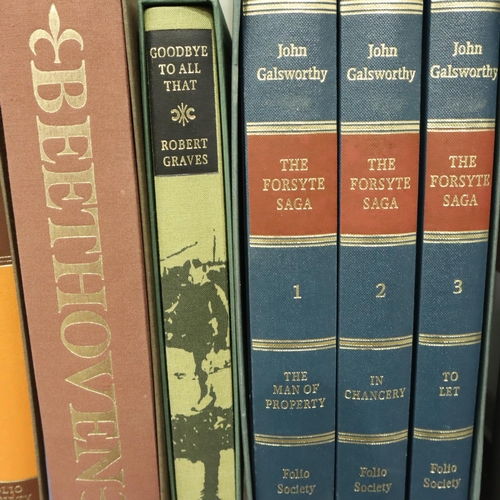 BEETHOVEN
GOODBYE
TO ALL
THAT
ROBERT
GRAVES
John
Galsworthy
THE
FORSYTE
SAGA
1
THE
MAN OF
PROPERTY
Folio
Society
John
Galsworthy
THE
FORSYTE
SAGA
2
IN
CHANCERY
Folio
Society
John
Galsworthy
THE
FORSYTE
SAGA
3
TO
LET
Folio
Society